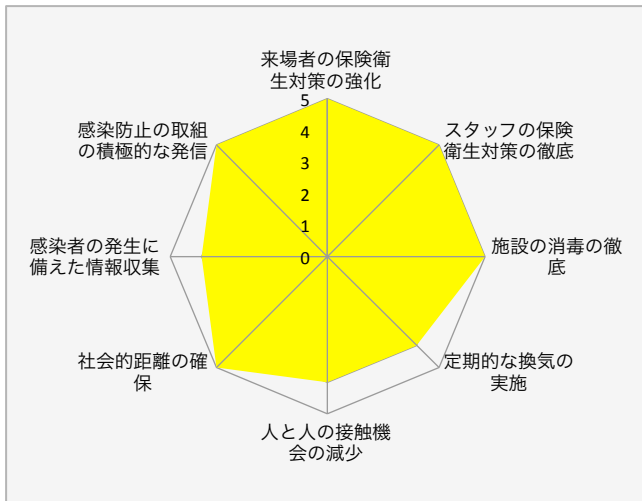 来場者の保険衛
生対策の強化
スタッフの保険
衛生対策の徹底
施設の消毒の徹
底
定期的な換気の
実施
人と人の接触機
会の減少
社会的距離の確
保
感染者の発生に
備えた情報収集
感染防止の取組
の積極的な発信
5
4
3
2
1
0